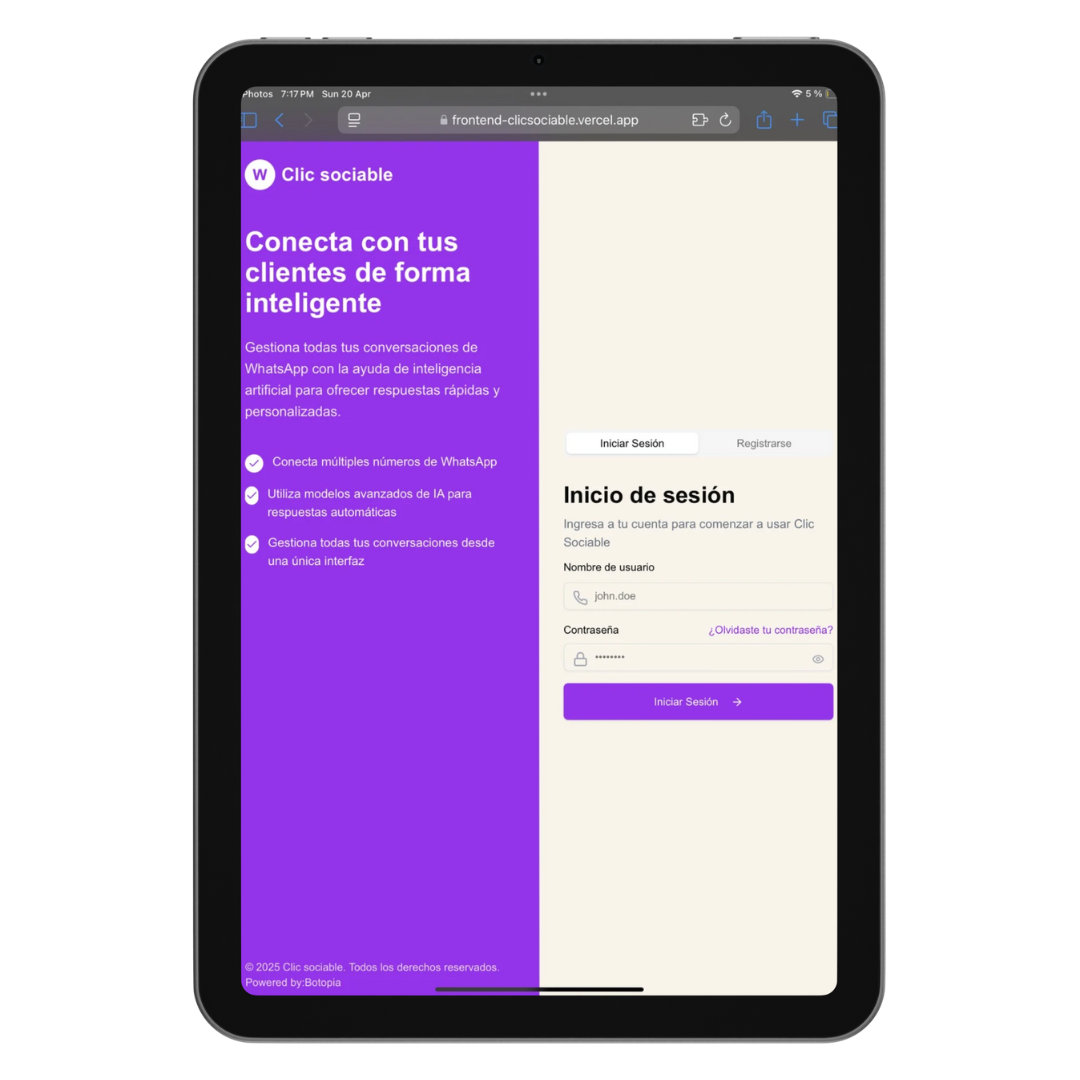 Photos 7:17 PM Sun 20 Apr
5 %
frontend-clicsociable.vercel.app
W Clic sociable
Conecta con tus
clientes de forma
inteligente
Gestiona todas tus conversaciones de
WhatsApp con la ayuda de inteligencia
artificial para ofrecer respuestas rápidas y
personalizadas.
Conecta múltiples números de WhatsApp
Utiliza modelos avanzados de IA para
respuestas automáticas
Gestiona todas tus conversaciones desde
una única interfaz
© 2025 Clic sociable. Todos los derechos reservados.
Powered by:Botopia
Iniciar Sesión
Registrarse
Inicio de sesión
Ingresa a tu cuenta para comenzar a usar Clic
Sociable
Nombre de usuario
john.doe
Contraseña
¿Olvidaste tu contraseña?
••••••••
Iniciar Sesión →